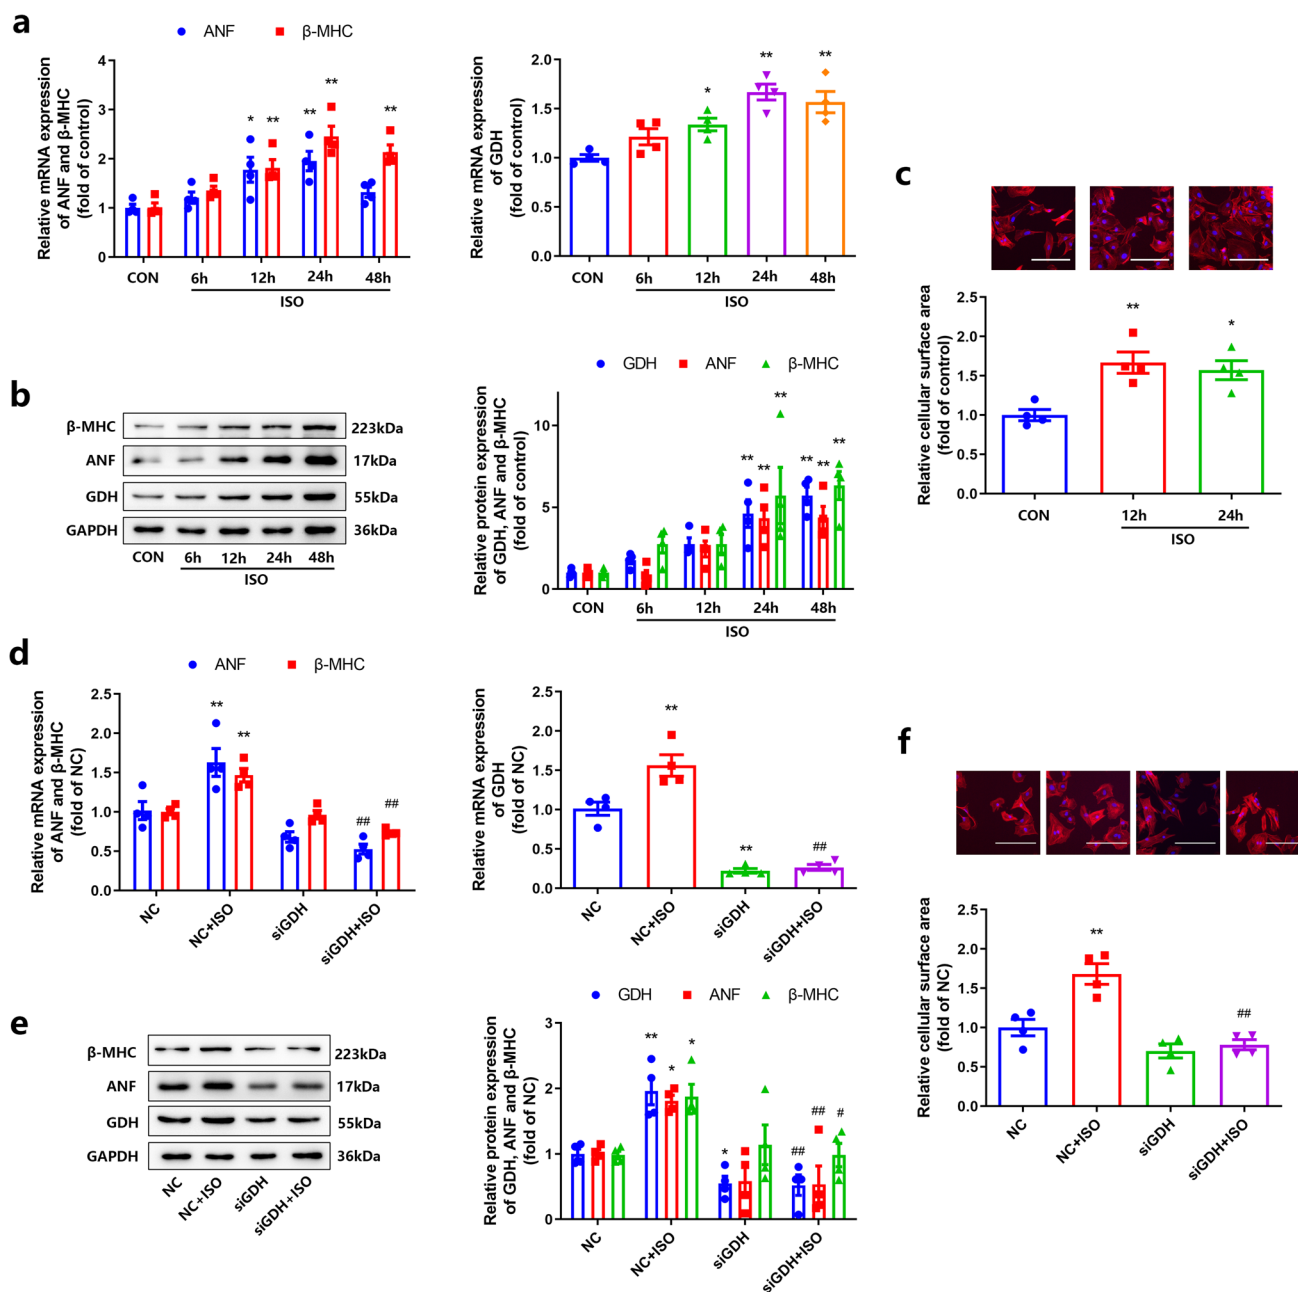 a
ANF β-MHC
Relative mRNA expression
of ANF and β-MHC
(fold of control)
4
3
2
1
0
* ** ** ** **
CON 6h 12h 24h 48h
ISO
Relative mRNA expression
of GDH
(fold of control)
2.0
1.5
1.0
0.5
0.0
* ** **
CON 6h 12h 24h 48h
ISO
b
β-MHC 223kDa
ANF 17kDa
GDH 55kDa
GAPDH 36kDa
CON 6h 12h 24h 48h
ISO
GDH ANF β-MHC
Relative protein expression
of GDH, ANF and β-MHC
(fold of control)
10
5
0
** ** ** ** ** **
CON 6h 12h 24h 48h
ISO
c
Relative cellular surface area
(fold of control)
2.5
2.0
1.5
1.0
0.5
0.0
** *
CON 12h 24h
ISO
d
ANF β-MHC
Relative mRNA expression
of ANF and β-MHC
(fold of NC)
2.5
2.0
1.5
1.0
0.5
0.0
** ** ## ##
NC NC+ISO siGDH siGDH+ISO
Relative mRNA expression
of GDH
(fold of NC)
2.5
2.0
1.5
1.0
0.5
0.0
** ** ##
NC NC+ISO siGDH siGDH+ISO
e
β-MHC 223kDa
ANF 17kDa
GDH 55kDa
GAPDH 36kDa
NC NC+ISO siGDH siGDH+ISO
GDH ANF β-MHC
Relative protein expression
of GDH, ANF and β-MHC
(fold of NC)
3
2
1
0
** * * * ## ## #
NC NC+ISO siGDH siGDH+ISO
f
Relative cellular surface area
(fold of NC)
2.5
2.0
1.5
1.0
0.5
0.0
** ##
NC NC+ISO siGDH siGDH+ISO